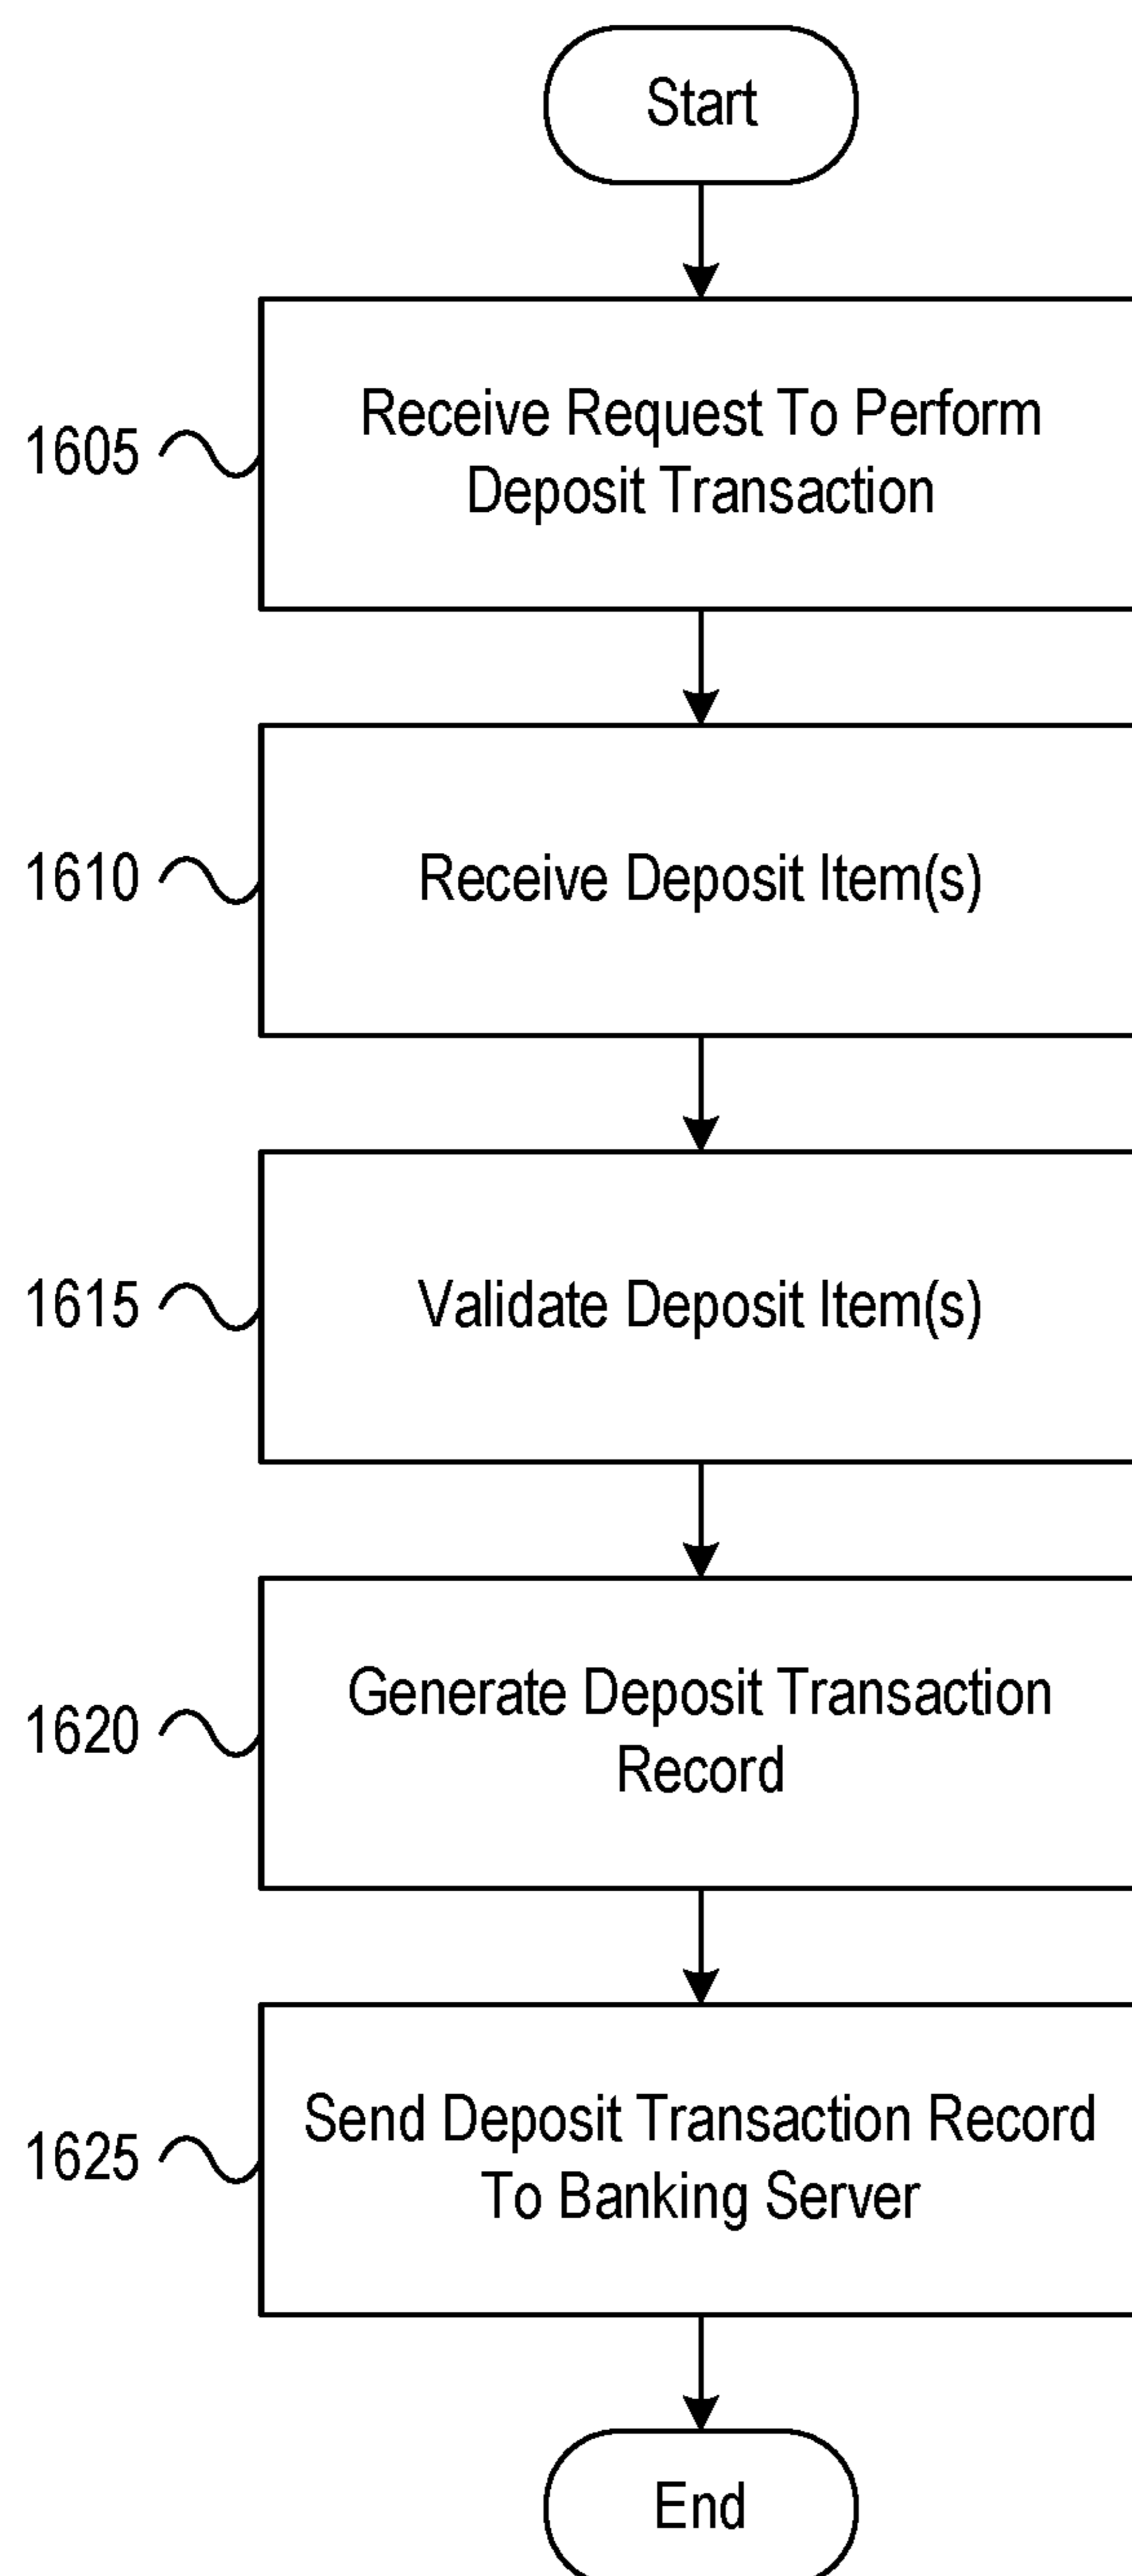 Start
Receive Request To Perform
Deposit Transaction
1605
Receive Deposit Item(s)
1610
Validate Deposit Item(s)
1615
Generate Deposit Transaction
Record
1620
Send Deposit Transaction Record
To Banking Server
1625
End